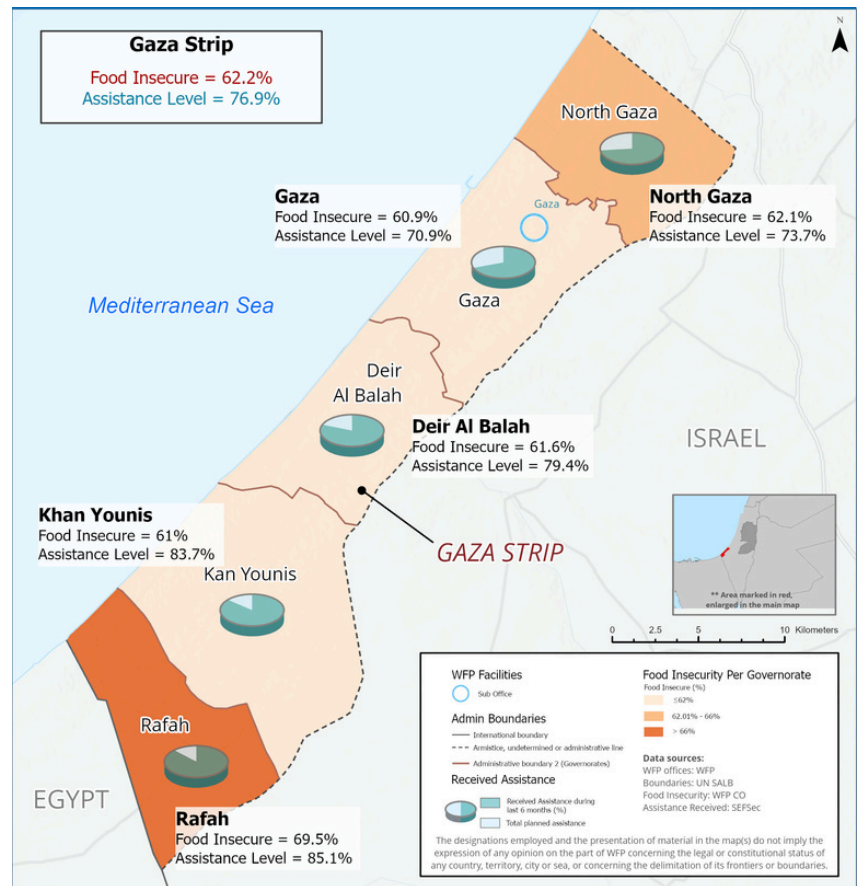 Gaza Strip
Food Insecure = 62.2%
Assistance Level = 76.9%
N
North Gaza
Gaza
Food Insecure = 60.9%
Assistance Level = 70.9%
Gaza
North Gaza
Food Insecure = 62.1%
Assistance Level = 73.7%
Gaza
Mediterranean Sea
Deir
Al Balah
Deir Al Balah
Food Insecure = 61.6%
Assistance Level = 79.4%
ISRAEL
Khan Younis
Food Insecure = 61%
Assistance Level = 83.7%
GAZA STRIP
Kan Younis
** Area marked in red,
enlarged in the main map
0 2.5 5 10 Kilometers
Rafah
EGYPT
Rafah
Food Insecure = 69.5%
Assistance Level = 85.1%
WFP Facilities
Sub Office
Admin Boundaries
International boundary
Armistice, undetermined or administrative line
Administrative boundary 2 (Governorates)
Received Assistance
Received Assistance during
last 6 months (%)
Total planned assistance
Food Insecurity Per Governorate
Food Insecure (%)
≤62%
62.01% - 66%
> 66%
Data sources:
WFP offices: WFP
Boundaries: UN SALB
Food Insecurity: WFP CO
Assistance Received: SEFSec
The designations employed and the presentation of material in the map(s) do not imply the
expression of any opinion on the part of WFP concerning the legal or constitutional status of
any country, territory, city or sea, or concerning the delimitation of its frontiers or boundaries.